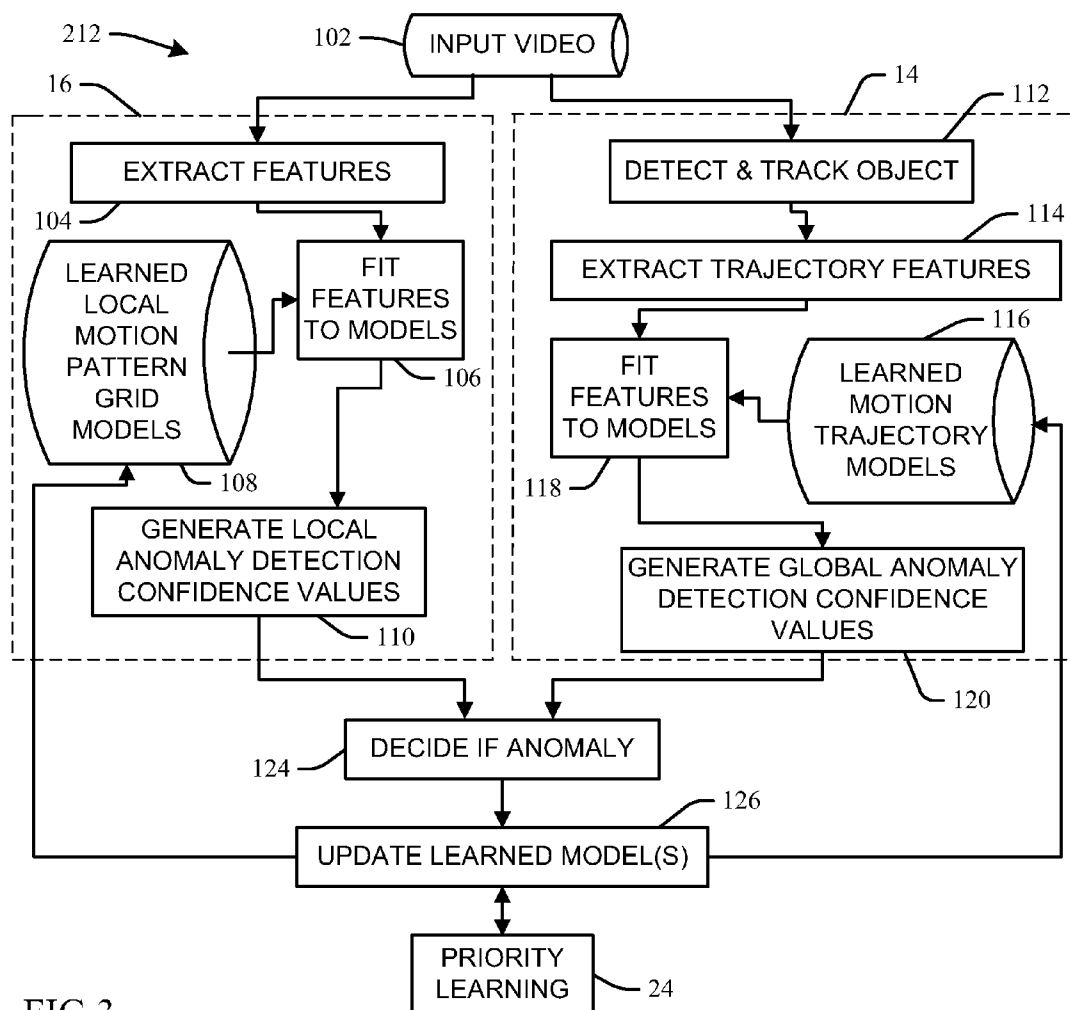 212
102
INPUT VIDEO
16
14
112
EXTRACT FEATURES
104
DETECT & TRACK OBJECT
114
EXTRACT TRAJECTORY FEATURES
LEARNED
LOCAL
MOTION
PATTERN
GRID
MODELS
108
FIT
FEATURES
TO MODELS
106
FIT
FEATURES
TO MODELS
118
116
LEARNED
MOTION
TRAJECTORY
MODELS
GENERATE LOCAL
ANOMALY DETECTION
CONFIDENCE VALUES
110
GENERATE GLOBAL ANOMALY
DETECTION CONFIDENCE
VALUES
120
DECIDE IF ANOMALY
124
126
UPDATE LEARNED MODEL(S)
PRIORITY
LEARNING
24
FIG 3